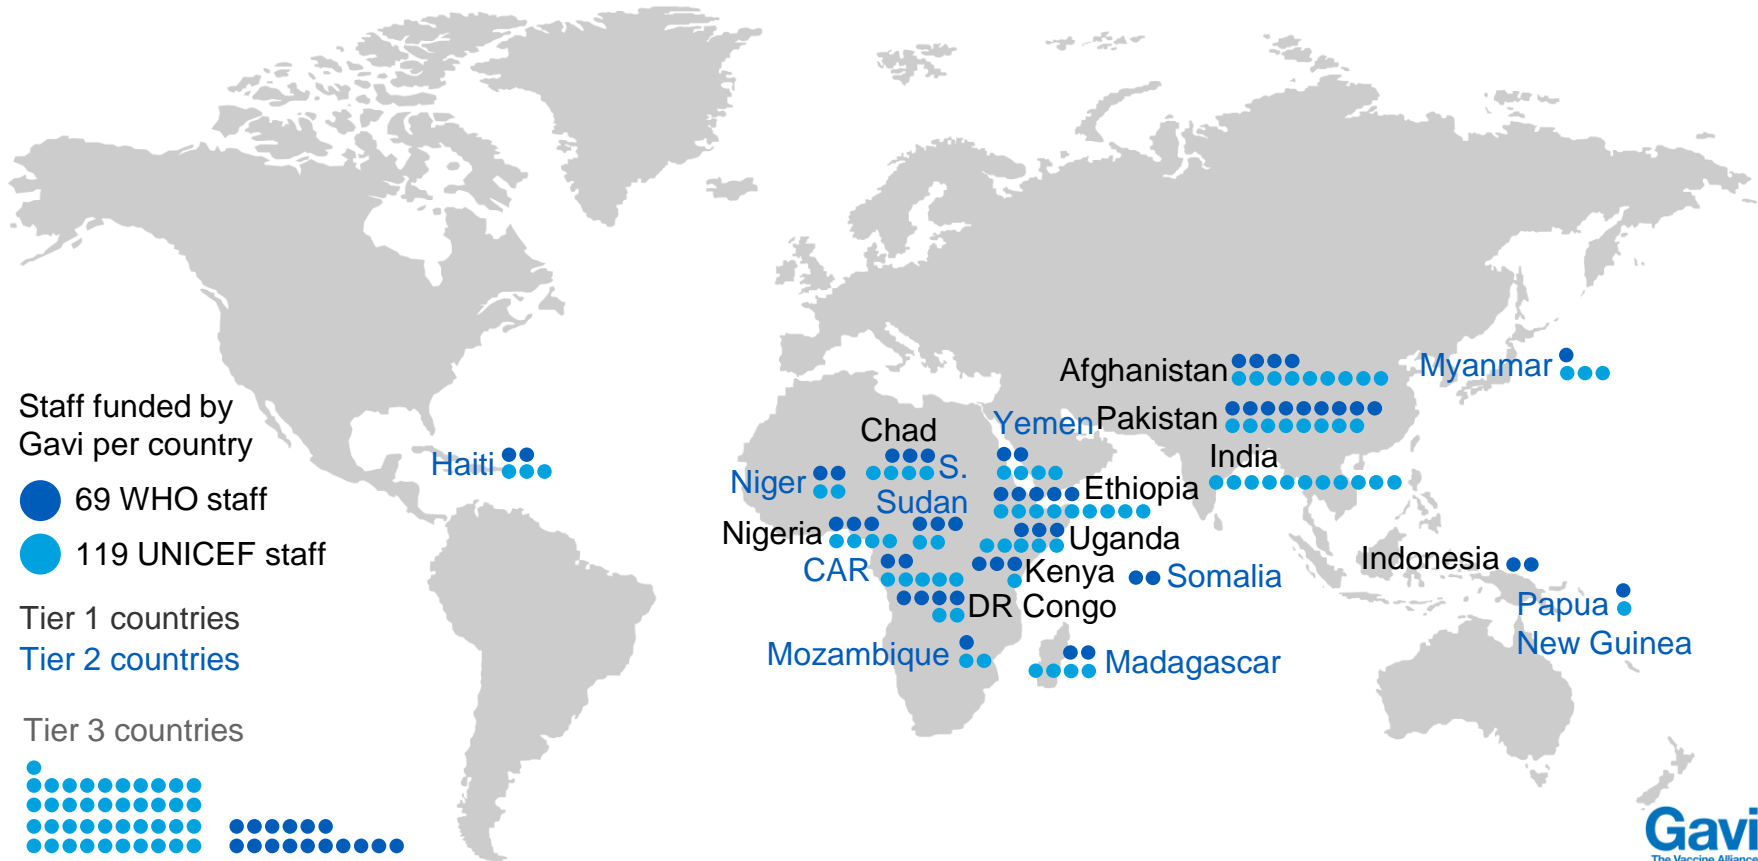 Staff funded by
Gavi per country
69 WHO staff
119 UNICEF staff
Tier 1 countries
Tier 2 countries
Tier 3 countries
Haiti
Niger
Nigeria
Chad
S.
Sudan
CAR
DR Congo
Mozambique
Madagascar
Yemen
Ethiopia
Uganda
Kenya
Somalia
Afghanistan
Pakistan
India
Myanmar
Indonesia
Papua
New Guinea
Gavi
The Vaccine Alliance